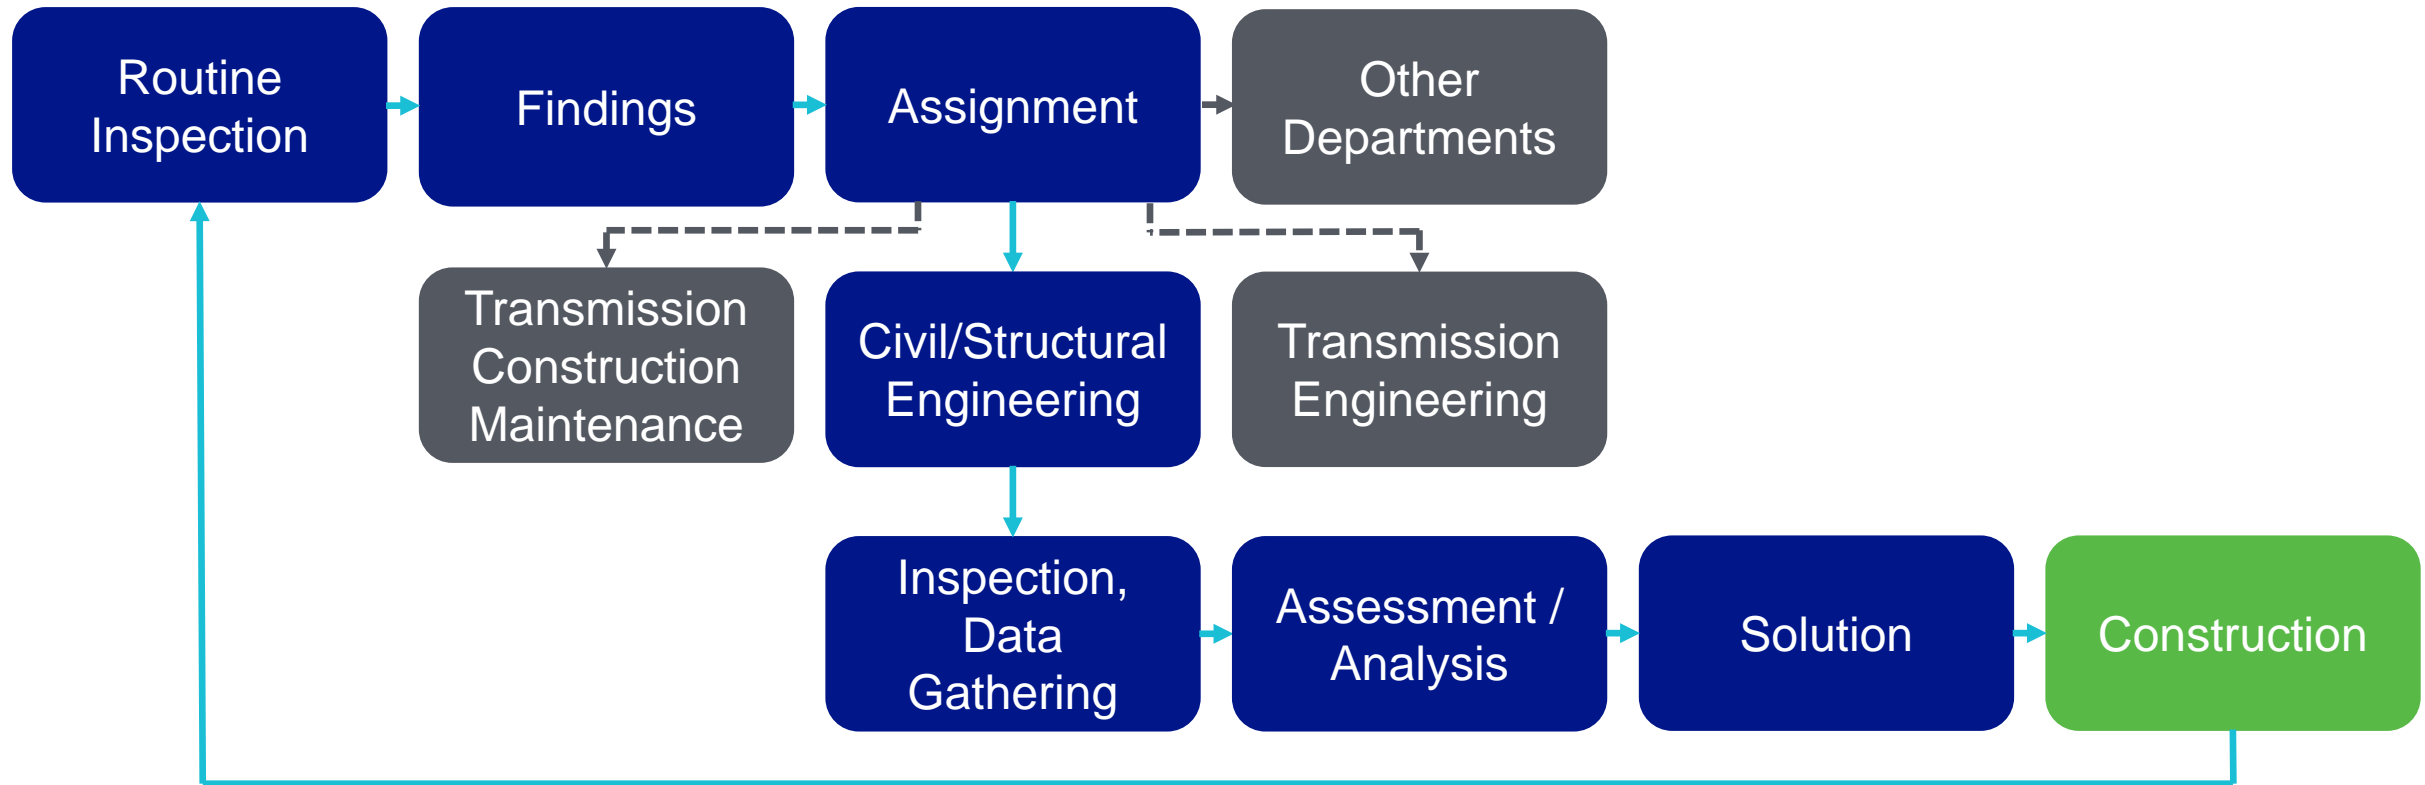 Routine
Inspection
Findings
Assignment
Other
Departments
Transmission
Construction
Maintenance
Civil/Structural
Engineering
Transmission
Engineering
Inspection,
Data
Gathering
Assessment /
Analysis
Solution
Construction